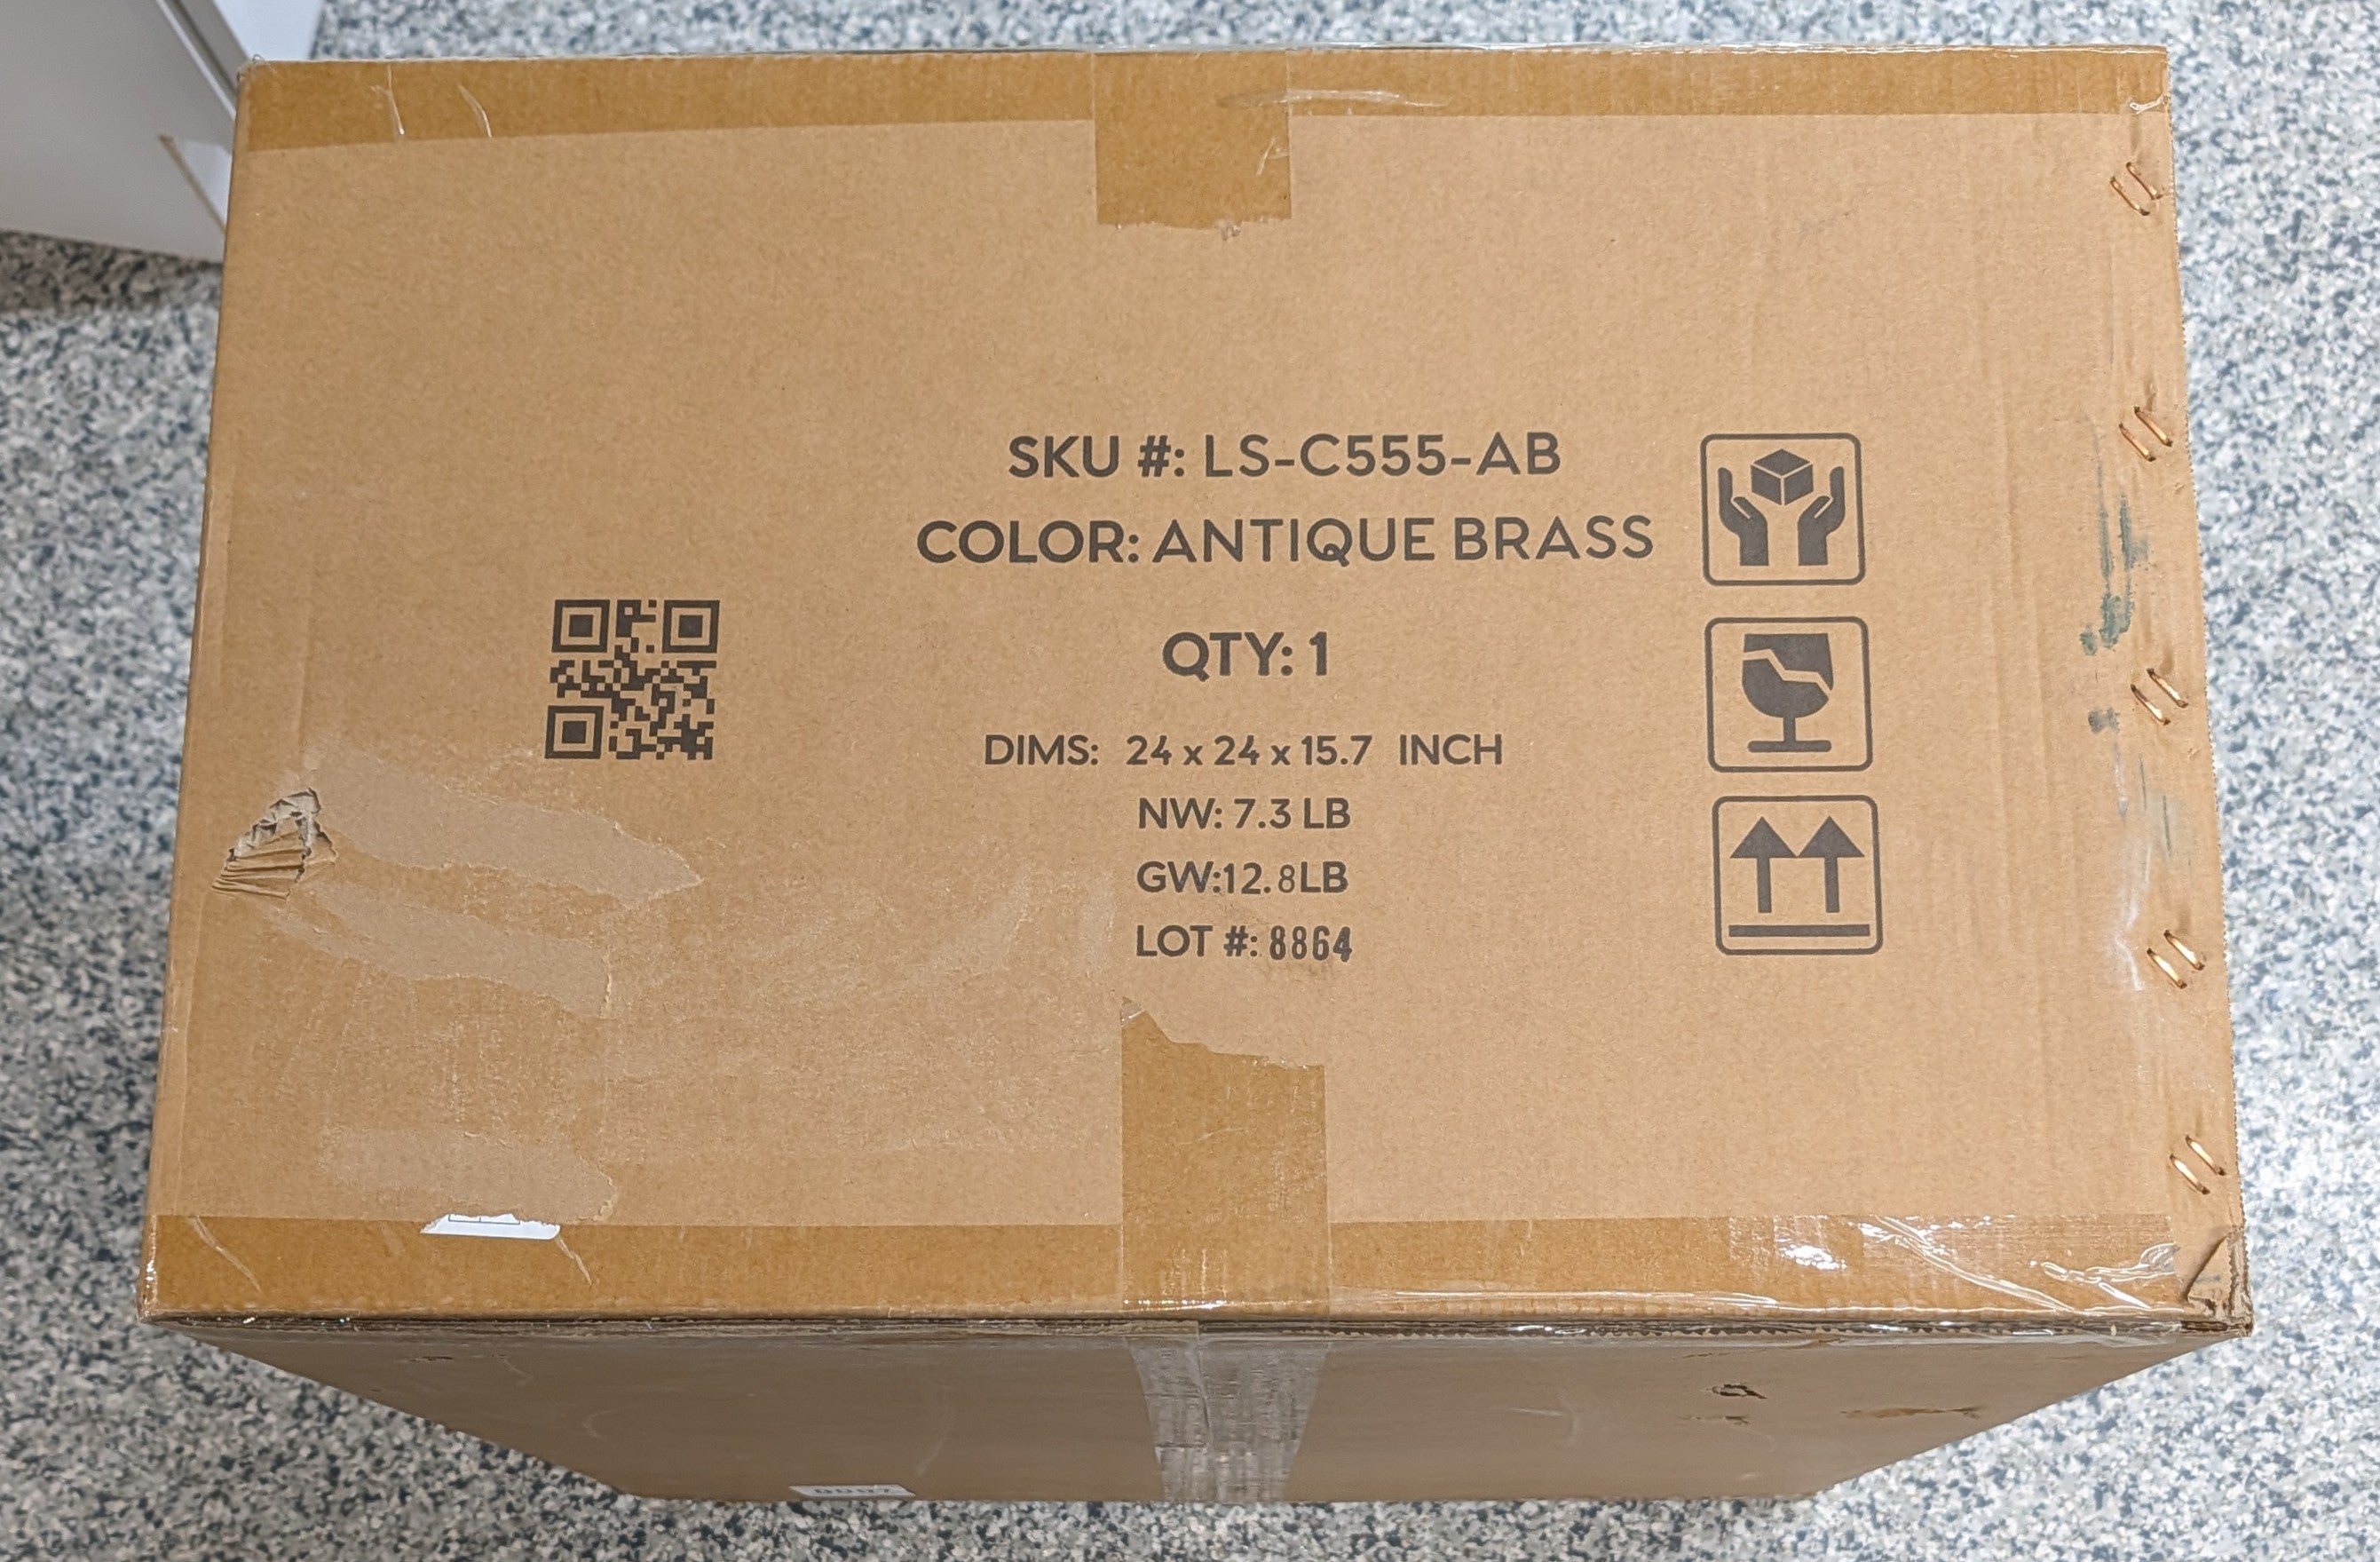 SKU #: LS-C555-AB
COLOR: ANTIQUE BRASS
QTY: 1
DIMS: 24 x 24 x 15.7 INCH
NW: 7.3 LB
GW:12.8LB
LOT #: 8864